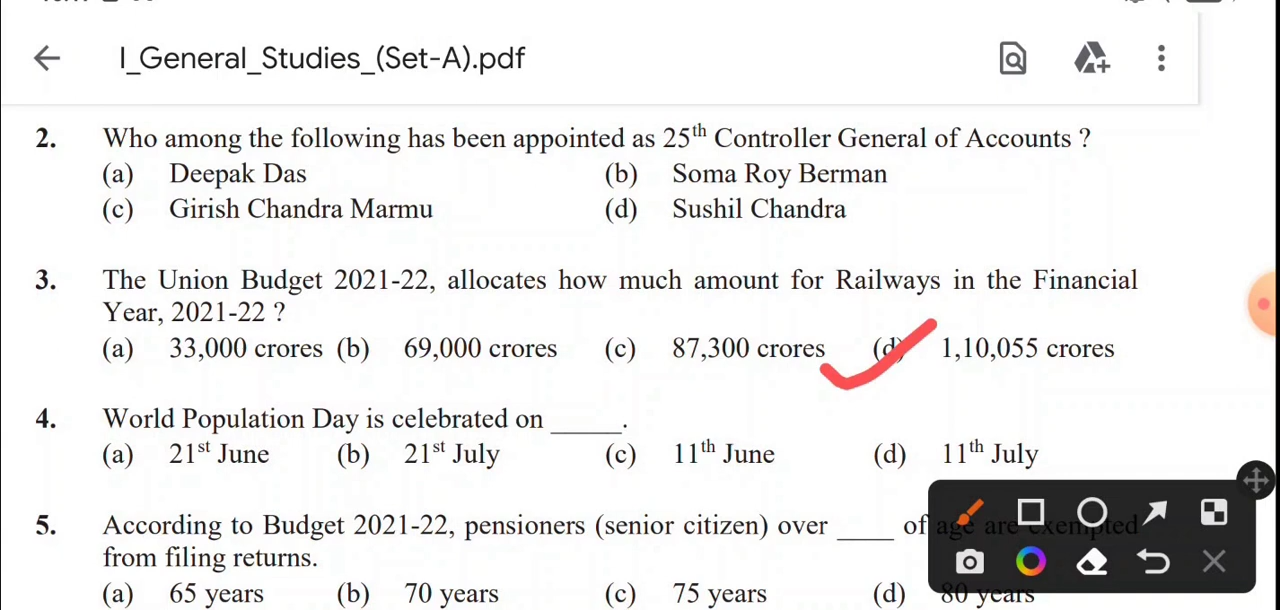 I_General_Studies_(Set-A).pdf
2. Who among the following has been appointed as 25th Controller General of Accounts ?
(a) Deepak Das (b) Soma Roy Berman
(c) Girish Chandra Marmu (d) Sushil Chandra
3. The Union Budget 2021-22, allocates how much amount for Railways in the Financial
Year, 2021-22 ?
(a) 33,000 crores (b) 69,000 crores (c) 87,300 crores (d) 1,10,055 crores
4. World Population Day is celebrated on _____.
(a) 21st June (b) 21st July (c) 11th June (d) 11th July
5. According to Budget 2021-22, pensioners (senior citizen) over ____ of age are exempted
from filing returns.
(a) 65 years (b) 70 years (c) 75 years (d) 80 years